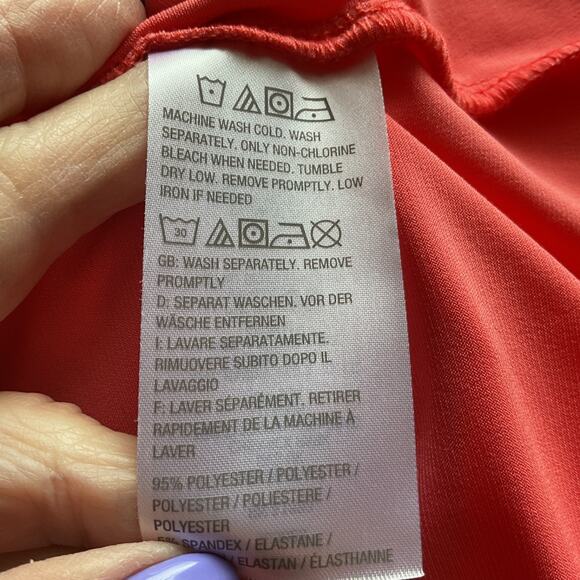 MACHINE WASH COLD. WASH
SEPARATELY. ONLY NON-CHLORINE
BLEACH WHEN NEEDED. TUMBLE
DRY LOW. REMOVE PROMPTLY. LOW
IRON IF NEEDED
30
GB: WASH SEPARATELY. REMOVE
PROMPTLY
D: SEPARAT WASCHEN. VOR DER
WÄSCHE ENTFERNEN
I: LAVARE SEPARATAMENTE.
RIMUOVERE SUBITO DOPO IL
LAVAGGIO
F: LAVER SÉPARÉMENT. RETIRER
RAPIDEMENT DE LA MACHINE À
LAVER
95% POLYESTER / POLYESTER /
POLYESTER / POLIESTERE /
POLYESTER
5% SPANDEX / ELASTANE /
ELASTAN / ELASTHANNE